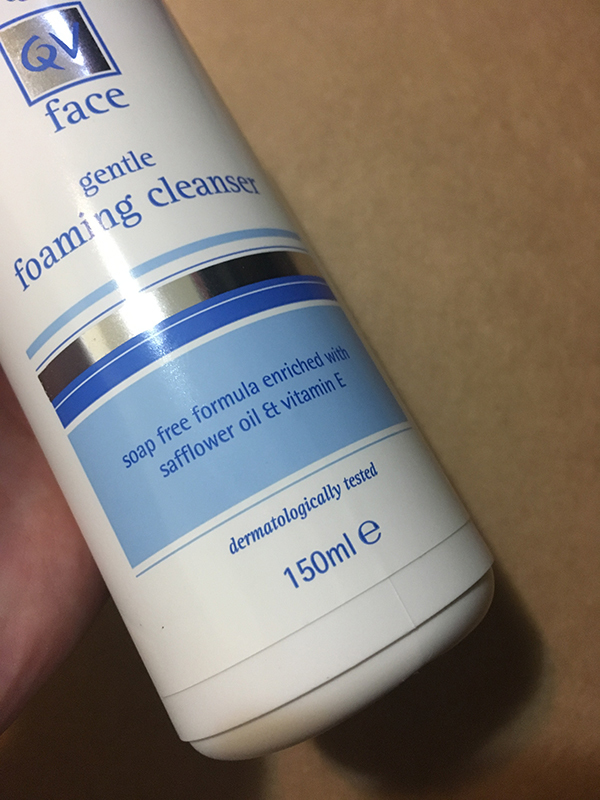 QV
face
gentle
foaming cleanser
soap free formula enriched with
safflower oil & vitamin E
dermatologically tested
150ml ℮